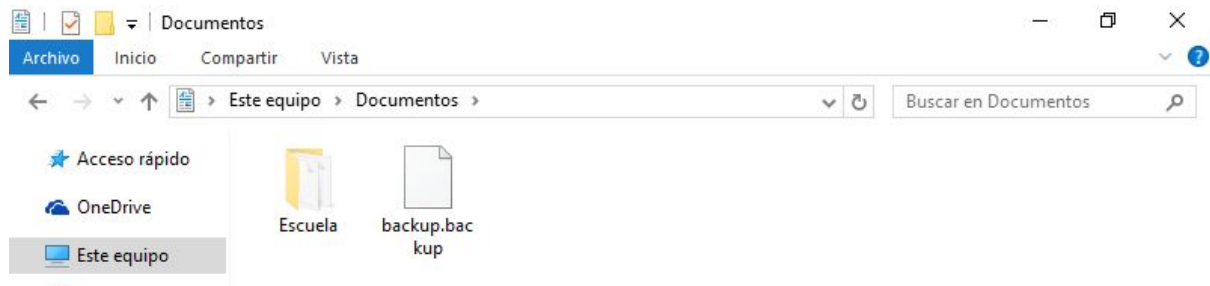 Documentos
Archivo Inicio Compartir Vista
Este equipo > Documentos > Buscar en Documentos
Acceso rápido
OneDrive
Este equipo
Escuela
backup.bac
kup